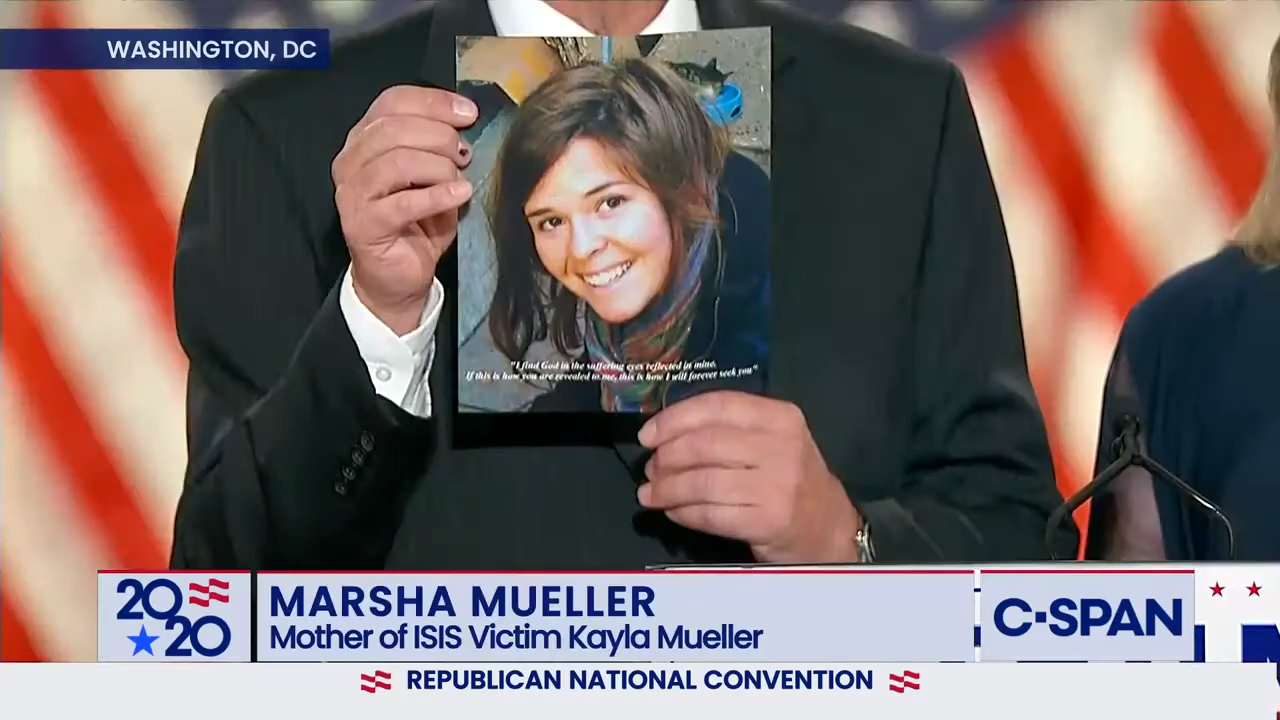 WASHINGTON, DC
"I find God in the suffering eyes reflected in mine.
If this is how you are revealed to me, this is how I will forever seek you"
2020
MARSHA MUELLER
Mother of ISIS Victim Kayla Mueller
C-SPAN
REPUBLICAN NATIONAL CONVENTION